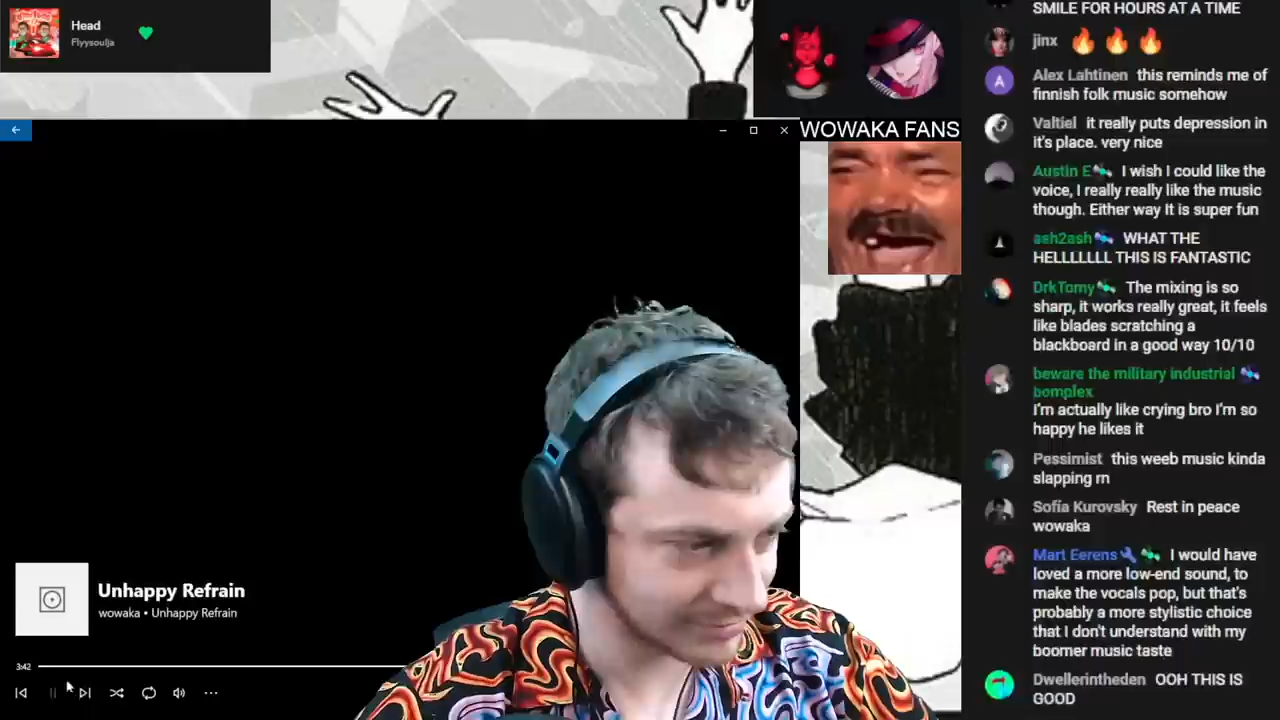 Head
Flyysoulja
WOWAKA FANS
Unhappy Refrain
wowaka • Unhappy Refrain
3:42
SMILE FOR HOURS AT A TIME
jinx
A
Alex Lahtinen this reminds me of
finnish folk music somehow
Valtiel it really puts depression in
it's place. very nice
Austin E I wish I could like the
voice, I really really like the music
though. Either way It is super fun
ash2ash WHAT THE
HELLLLLLL THIS IS FANTASTIC
DrkTomy The mixing is so
sharp, it works really great, it feels
like blades scratching a
blackboard in a good way 10/10
beware the military industrial
bomplex
I'm actually like crying bro I'm so
happy he likes it
Pessimist this weeb music kinda
slapping rn
Sofía Kurovsky Rest in peace
wowaka
Mart Eerens I would have
loved a more low-end sound, to
make the vocals pop, but that's
probably a more stylistic choice
that I don't understand with my
boomer music taste
Dwellerintheden OOH THIS IS
GOOD